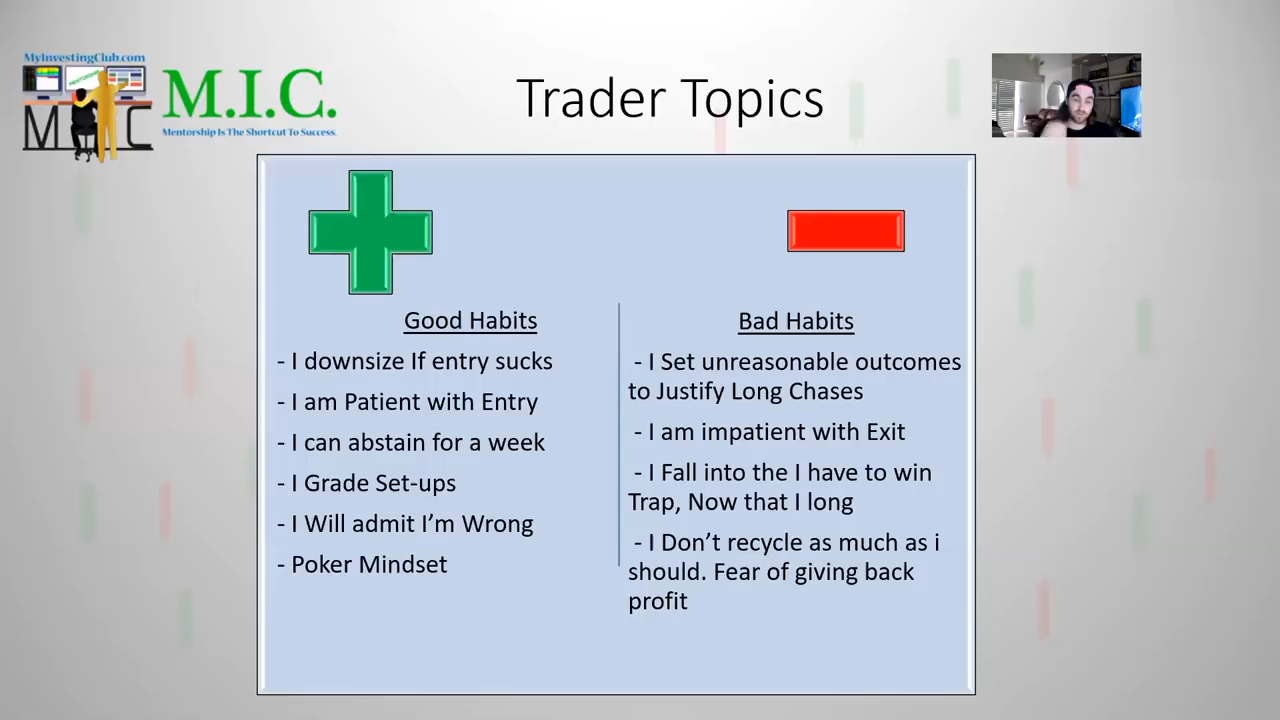 MyInvestingClub.com
M.I.C.
MIC
Mentorship Is The Shortcut To Success.
Trader Topics
Good Habits
- I downsize If entry sucks
- I am Patient with Entry
- I can abstain for a week
- I Grade Set-ups
- I Will admit I’m Wrong
- Poker Mindset
Bad Habits
- I Set unreasonable outcomes
to Justify Long Chases
- I am impatient with Exit
- I Fall into the I have to win
Trap, Now that I long
- I Don’t recycle as much as i
should. Fear of giving back
profit